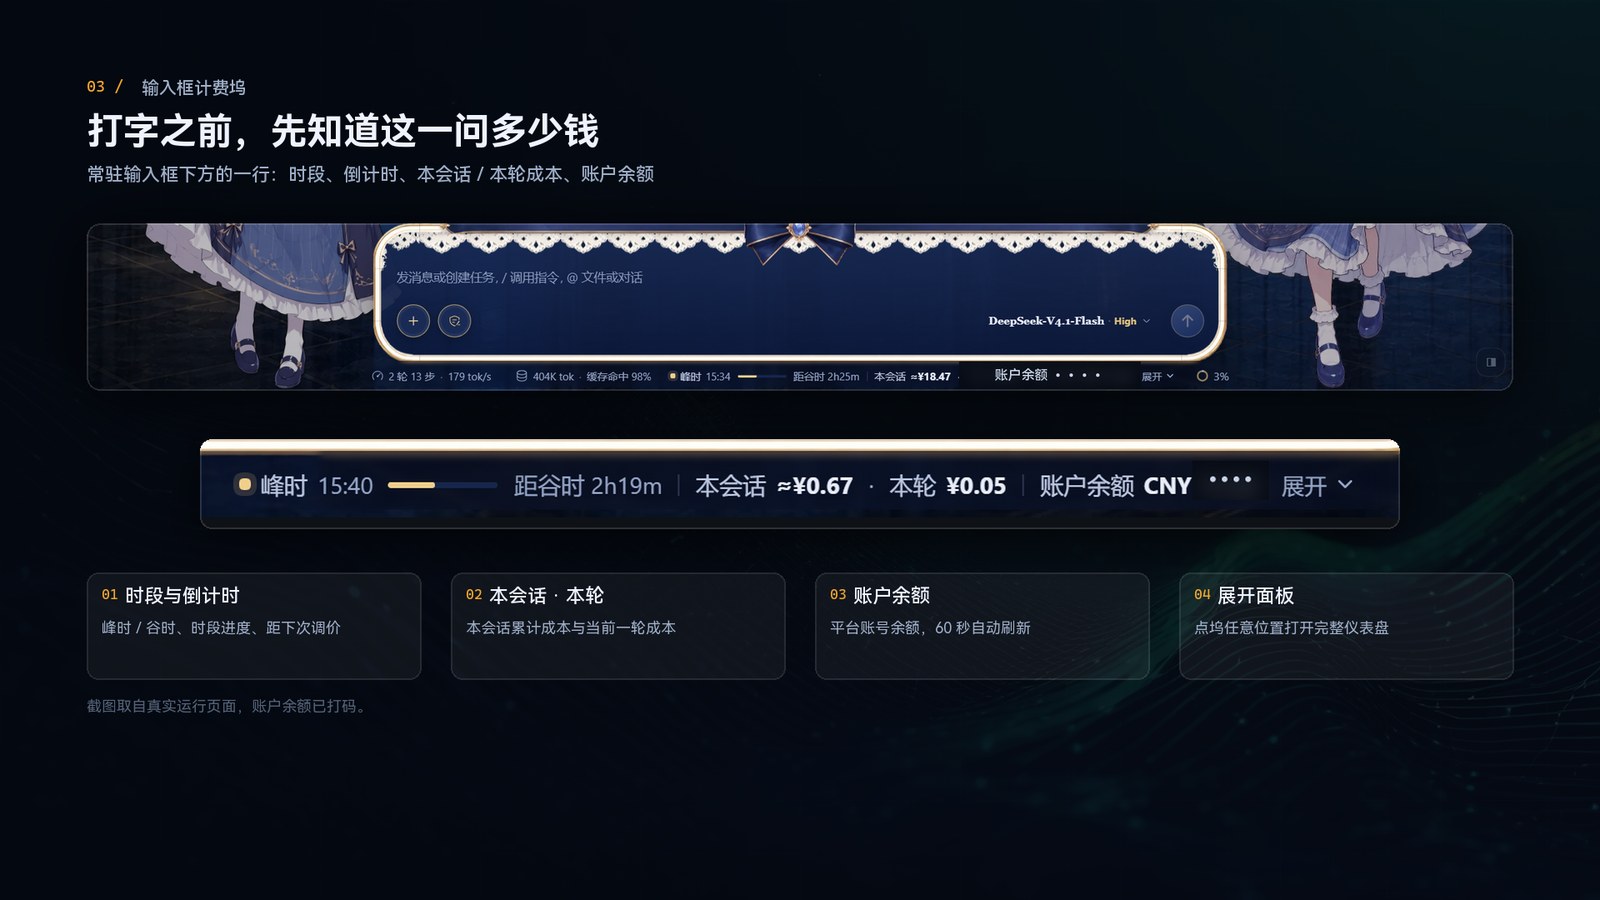 03 / 输入框计费坞
打字之前，先知道这一问多少钱
常驻输入框下方的一行：时段、倒计时、本会话 / 本轮成本、账户余额
发消息或创建任务, / 调用指令, @ 文件或对话
DeepSeek-V4.1-Flash · High
2 轮 13 步 · 179 tok/s 404K tok · 缓存命中 98% 峰时 15:34 距谷时 2h25m 本会话 ≈¥18.47 · 账户余额 •••• 展开 3%
峰时 15:40 距谷时 2h19m 本会话 ≈¥0.67 · 本轮 ¥0.05 账户余额 CNY •••• 展开
01 时段与倒计时
峰时 / 谷时、时段进度、距下次调价
02 本会话 · 本轮
本会话累计成本与当前一轮成本
03 账户余额
平台账号余额，60 秒自动刷新
04 展开面板
点坞任意位置打开完整仪表盘
截图取自真实运行页面，账户余额已打码。